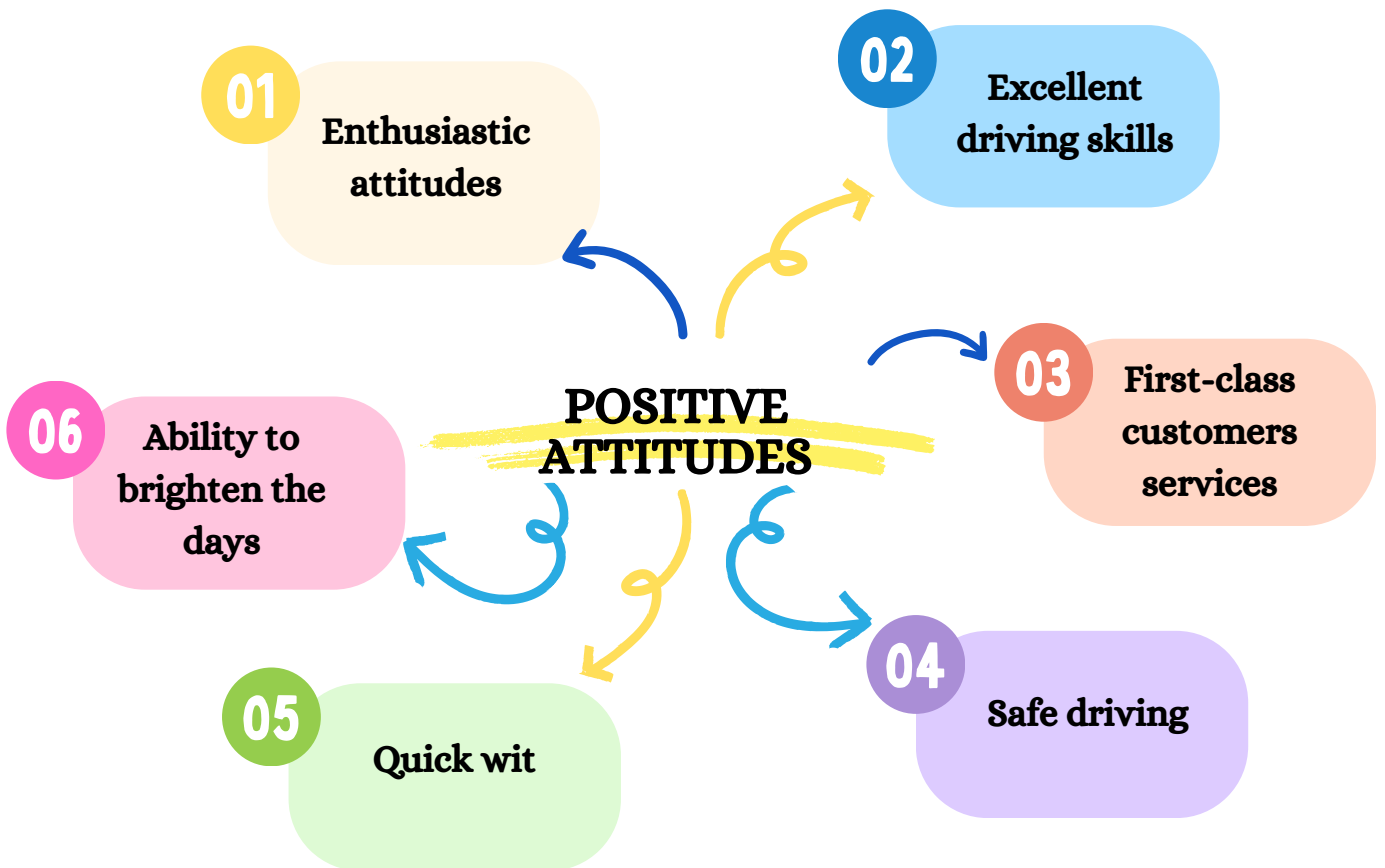 POSITIVE
ATTITUDES
01
Enthusiastic
attitudes
02
Excellent
driving skills
03
First-class
customers
services
04
Safe driving
05
Quick wit
06
Ability to
brighten the
days